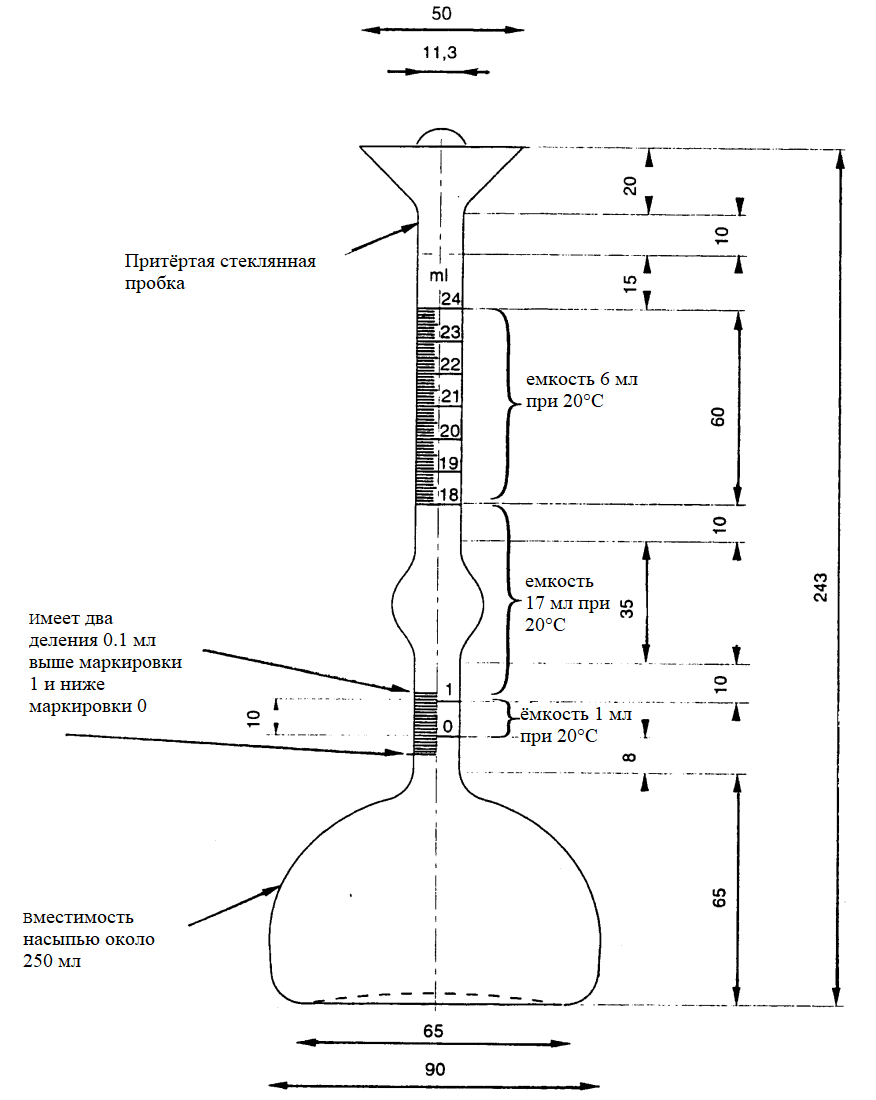 50
11,3
20
10
Притёртая стеклянная
пробка
ml
15
24
23
22
21
20
19
18
емкость 6 мл
при 20°C
60
10
емкость
17 мл при
20°C
35
243
Имеет два
деления 0.1 мл
выше маркировки
1 и ниже
маркировки 0
10
1
0
ёмкость 1 мл
при 20°C
10
8
65
Вместимость
насыпью около
250 мл
65
90